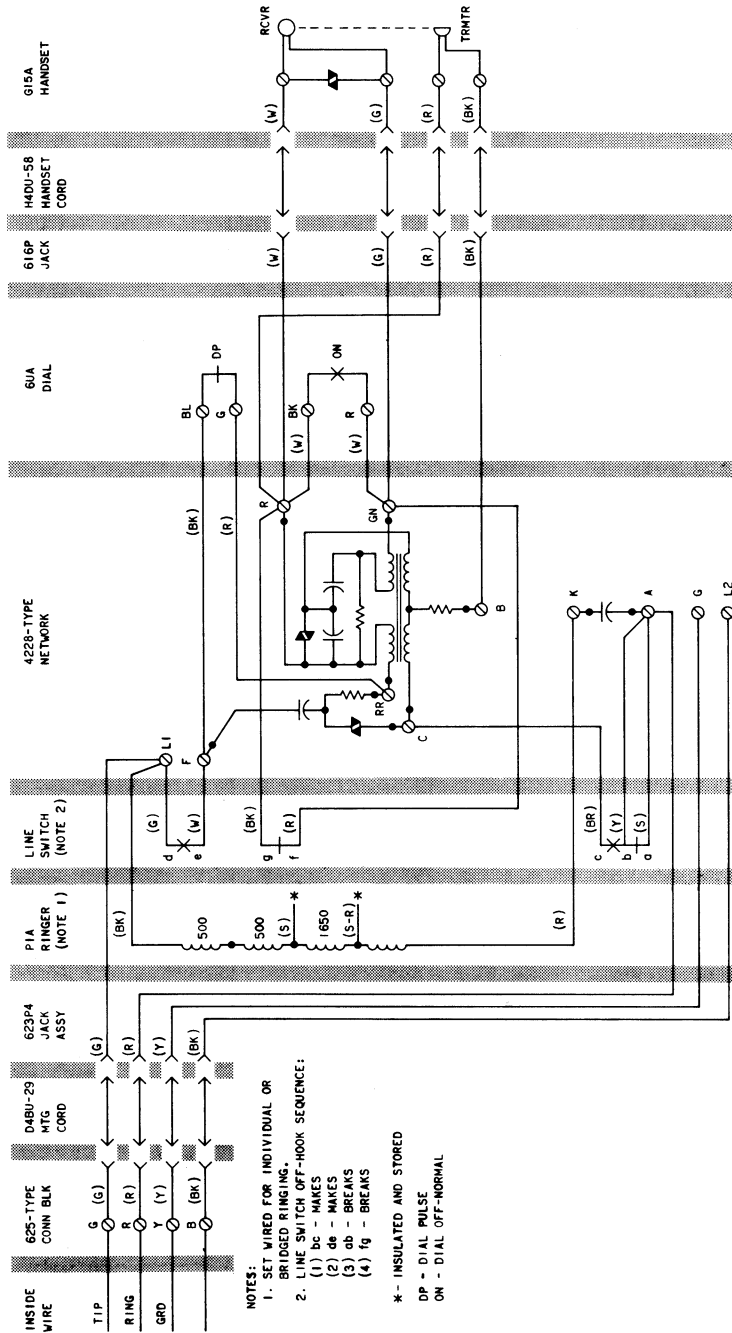 INSIDE
WIRE
625-TYPE
CONN BLK
D4BU-29
MTG
CORD
623P4
JACK
ASSY
P1A
RINGER
(NOTE 1)
LINE
SWITCH
(NOTE 2)
4228-TYPE
NETWORK
6UA
DIAL
616P
JACK
H4DU-58
HANDSET
CORD
G15A
HANDSET
TIP
G
(G)
(G)
RING
R
(R)
(R)
GRD
Y
(Y)
(Y)
B
(BK)
(BK)
(BK)
500
500
(S)
*
1650
(S-R)
*
(R)
(G)
d
e
(W)
(BK)
g
f
(R)
(BR)
c
(Y)
b
(S)
a
L1
F
(BK)
(R)
RR
C
R
GN
B
K
A
G
L2
BL
DP
G
(W)
BK
ON
R
(W)
(W)
(G)
(R)
(BK)
(W)
(G)
(R)
(BK)
RCVR
TRMTR
NOTES:
1. SET WIRED FOR INDIVIDUAL OR
BRIDGED RINGING.
2. LINE SWITCH OFF-HOOK SEQUENCE:
(1) bc - MAKES
(2) de - MAKES
(3) ab - BREAKS
(4) fg - BREAKS
* - INSULATED AND STORED
DP - DIAL PULSE
ON - DIAL OFF-NORMAL